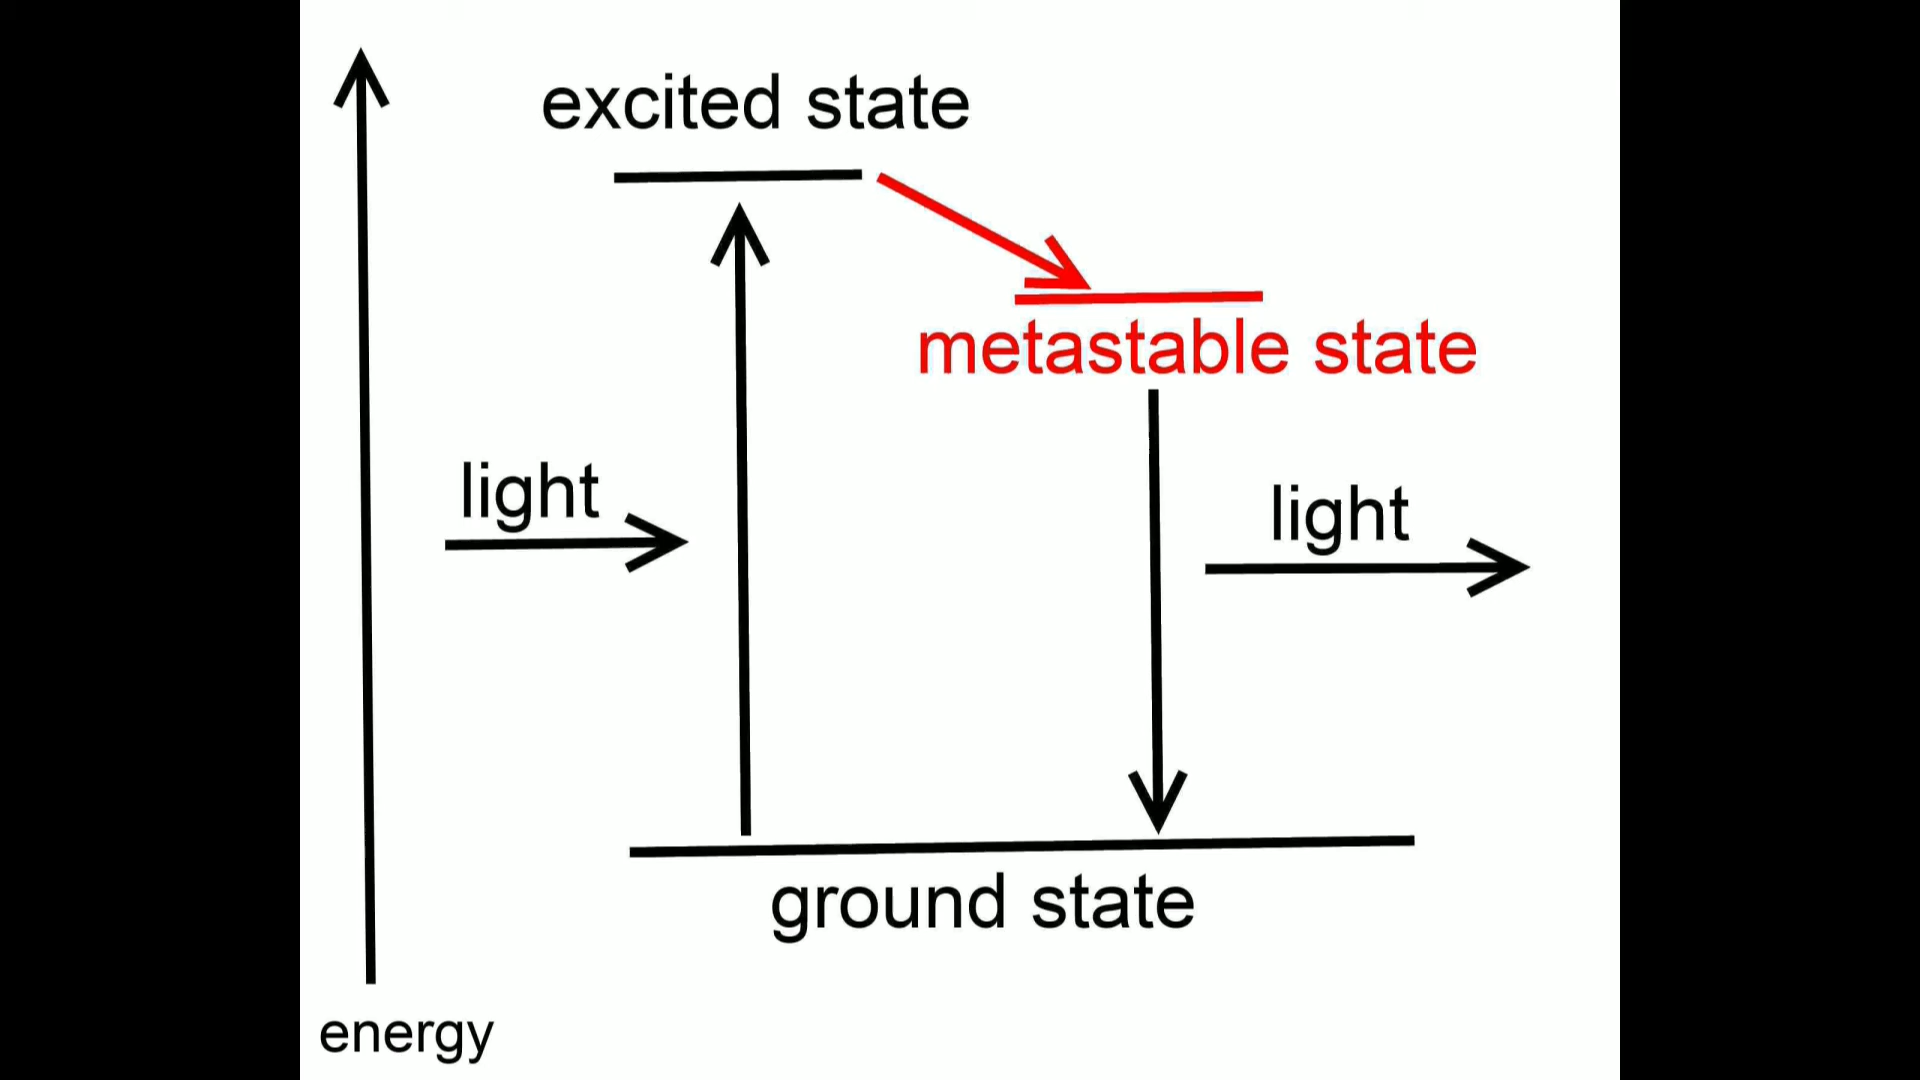 excited state
metastable state
light
light
ground state
energy